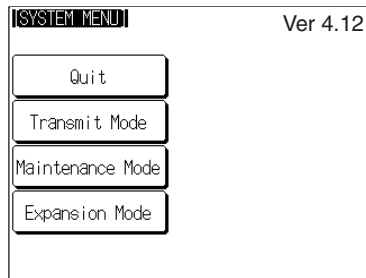 [SYSTEM MENU]
Ver 4.12
Quit
Transmit Mode
Maintenance Mode
Expansion Mode